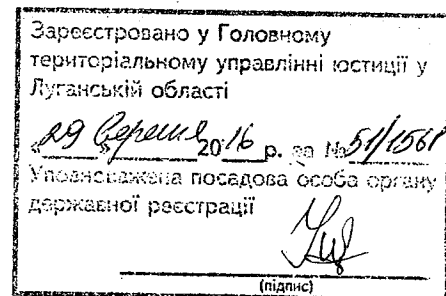 Зареєстровано у Головному
територіальному управлінні юстиції у
Луганській області
«29 2016 р. за №51/1561
Уповноважена посадова особа органу
державної реєстрації
(підпис)